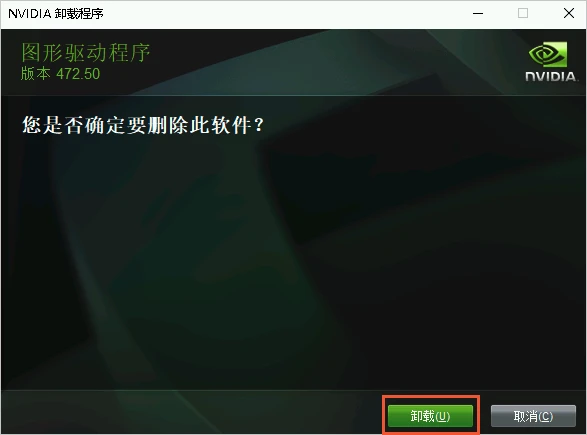 NVIDIA 卸载程序
图形驱动程序
版本 472.50
NVIDIA.
您是否确定要删除此软件？
卸载(U)
取消(C)